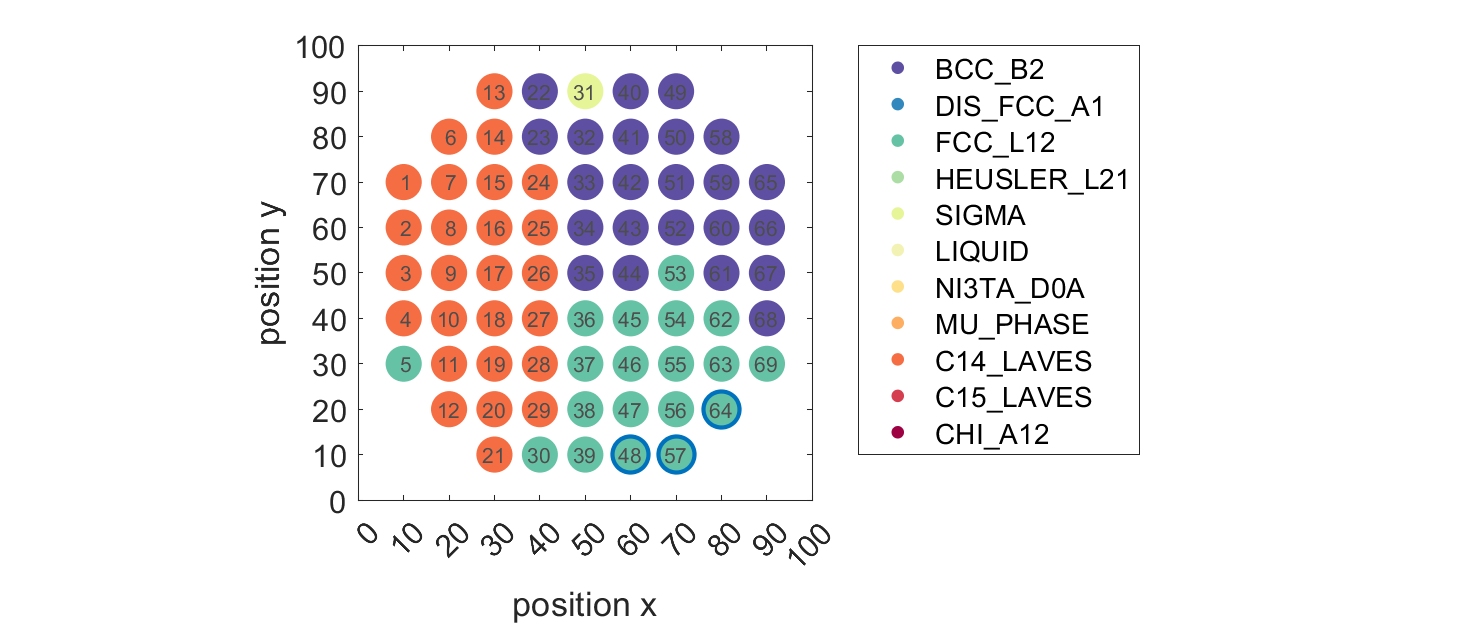 100
90
80
70
60
50
40
30
20
10
0
position y
13 22 31 40 49
6 14 23 32 41 50 58
1 7 15 24 33 42 51 59 65
2 8 16 25 34 43 52 60 66
3 9 17 26 35 44 53 61 67
4 10 18 27 36 45 54 62 68
5 11 19 28 37 46 55 63 69
12 20 29 38 47 56 64
21 30 39 48 57
0 10 20 30 40 50 60 70 80 90 100
position x
BCC_B2
DIS_FCC_A1
FCC_L12
HEUSLER_L21
SIGMA
LIQUID
NI3TA_D0A
MU_PHASE
C14_LAVES
C15_LAVES
CHI_A12